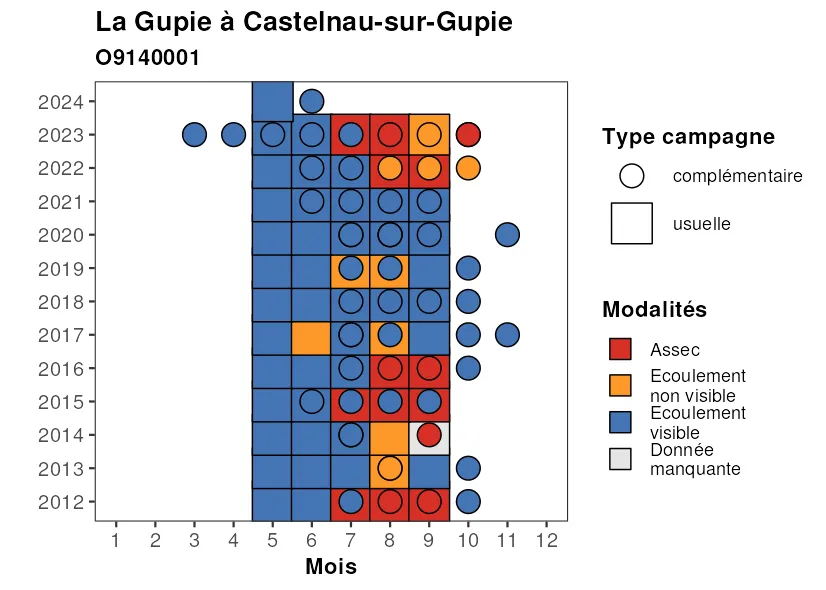 La Gupie à Castelnau-sur-Gupie
O9140001
2024
2023
2022
2021
2020
2019
2018
2017
2016
2015
2014
2013
2012
1 2 3 4 5 6 7 8 9 10 11 12
Mois
Type campagne
complémentaire
usuelle
Modalités
Assec
Ecoulement
non visible
Ecoulement
visible
Donnée
manquante